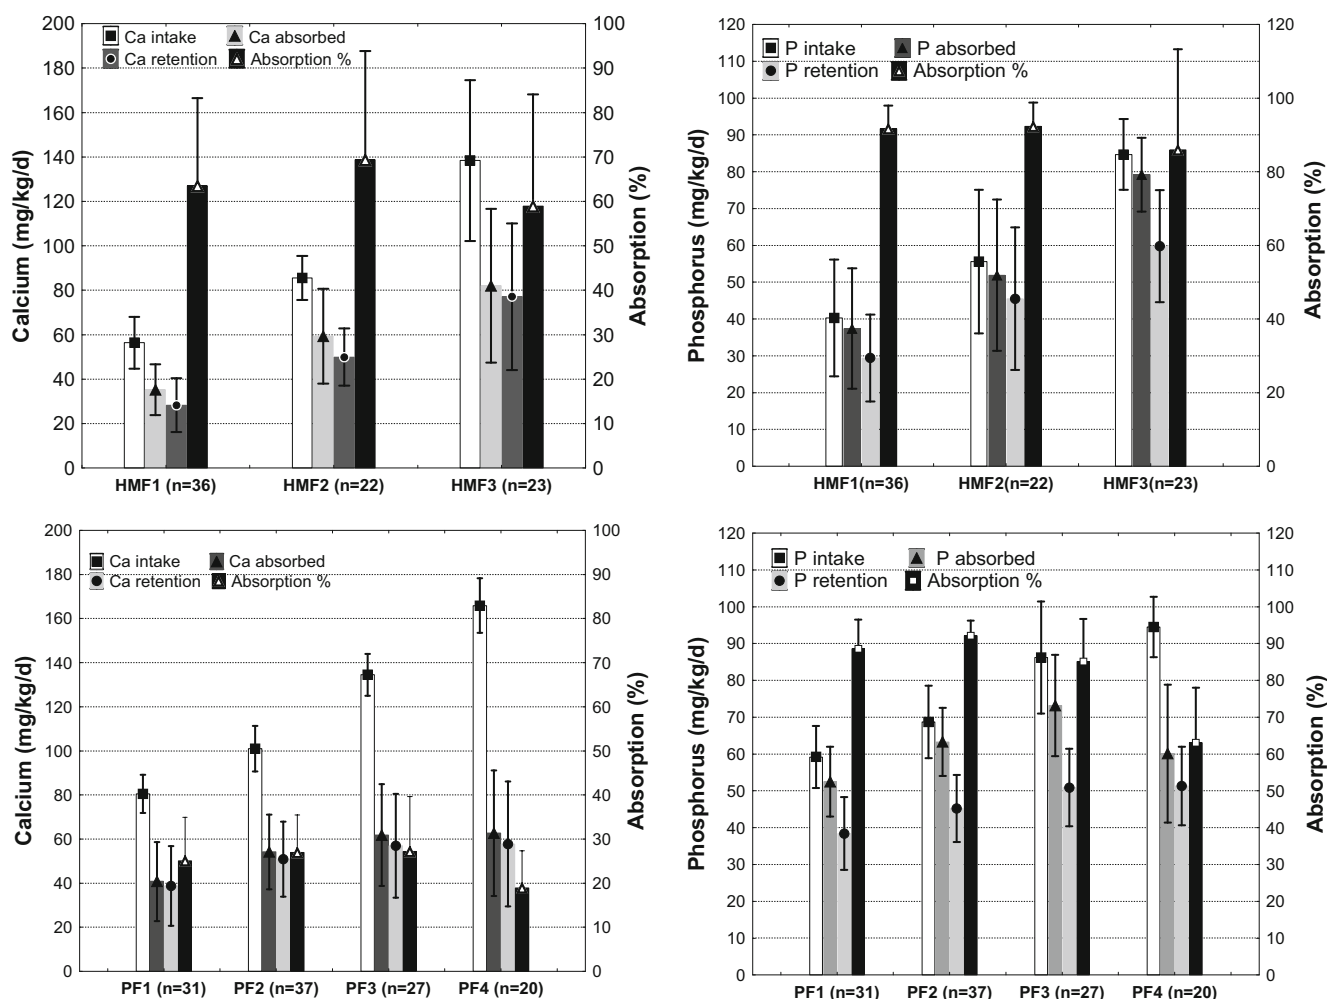 200
180
160
140
120
100
80
60
40
20
0
Calcium (mg/kg/d)
Ca intake
Ca absorbed
Ca retention
Absorption %
100
90
80
70
60
50
40
30
20
10
0
Absorption (%)
HMF1 (n=36)
HMF2 (n=22)
HMF3 (n=23)
120
110
100
90
80
70
60
50
40
30
20
10
0
Phosphorus (mg/kg/d)
P intake
P absorbed
P retention
Absorption %
120
100
80
60
40
20
0
Absorption (%)
HMF1(n=36)
HMF2(n=22)
HMF3(n=23)
200
180
160
140
120
100
80
60
40
20
0
Calcium (mg/kg/d)
Ca intake
Ca absorbed
Ca retention
Absorption %
100
90
80
70
60
50
40
30
20
10
0
Absorption (%)
PF1 (n=31)
PF2 (n=37)
PF3 (n=27)
PF4 (n=20)
120
110
100
90
80
70
60
50
40
30
20
10
0
Phosphorus (mg/kg/d)
P intake
P absorbed
P retention
Absorption %
120
110
100
90
80
70
60
50
40
30
20
10
0
Absorption (%)
PF1 (n=31)
PF2 (n=37)
PF3 (n=27)
PF4 (n=20)